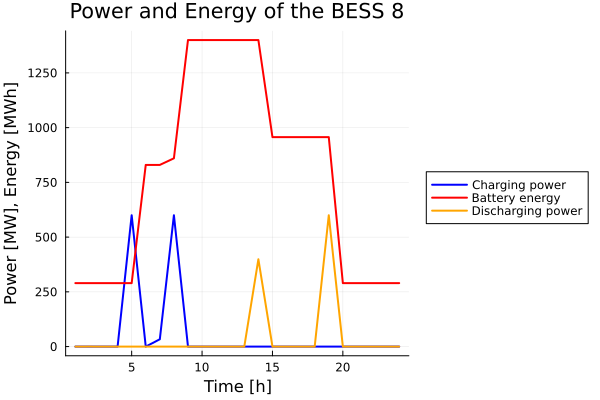 Power and Energy of the BESS 8
Power [MW], Energy [MWh]
1250
1000
750
500
250
0
5
10
15
20
Time [h]
Charging power
Battery energy
Discharging power